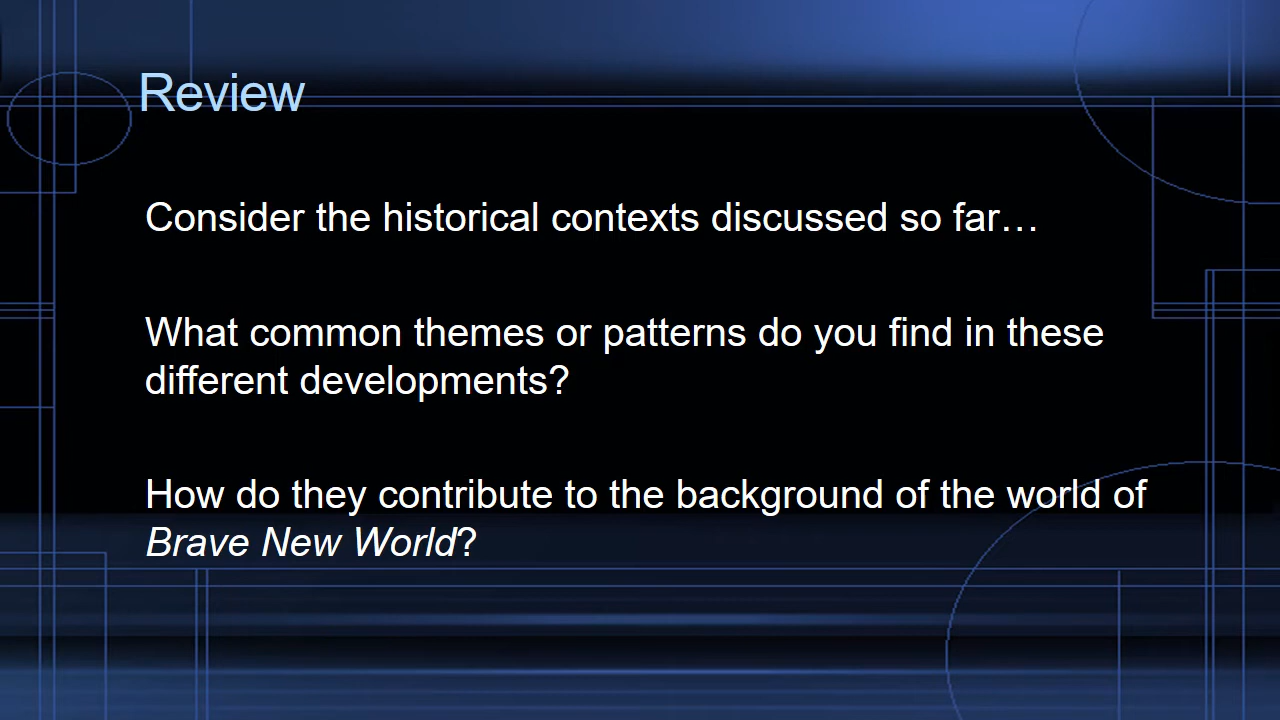 Review
Consider the historical contexts discussed so far…
What common themes or patterns do you find in these
different developments?
How do they contribute to the background of the world of
Brave New World?